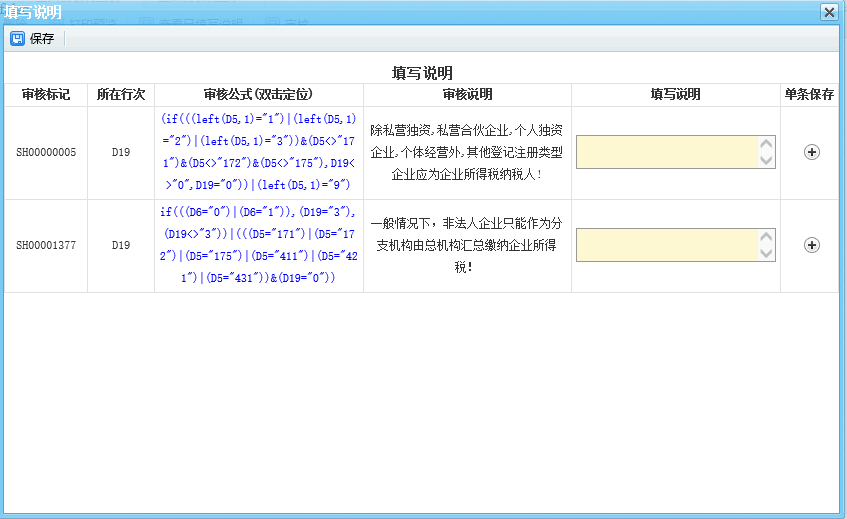 填写说明
保存
填写说明
审核标记 所在行次 审核公式(双击定位) 审核说明 填写说明 单条保存
SH00000005 D19
(if(((left(D5,1)="1")|(left(D5,1)
="2")|(left(D5,1)="3"))&(D5<>"17
1")&(D5<>"172")&(D5<>"175"),D19<
>"0",D19="0"))|(left(D5,1)="9")
除私营独资,私营合伙企业,个人独资
企业,个体经营外,其他登记注册类型
企业应为企业所得税纳税人!
SH00001377 D19
if(((D6="0")|(D6="1")),(D19="3"),
(D19<>"3"))|(((D5="171")|(D5="17
2")|(D5="175")|(D5="411")|(D5="42
1")|(D5="431"))&(D19="0"))
一般情况下，非法人企业只能作为分
支机构由总机构汇总缴纳企业所得
税!